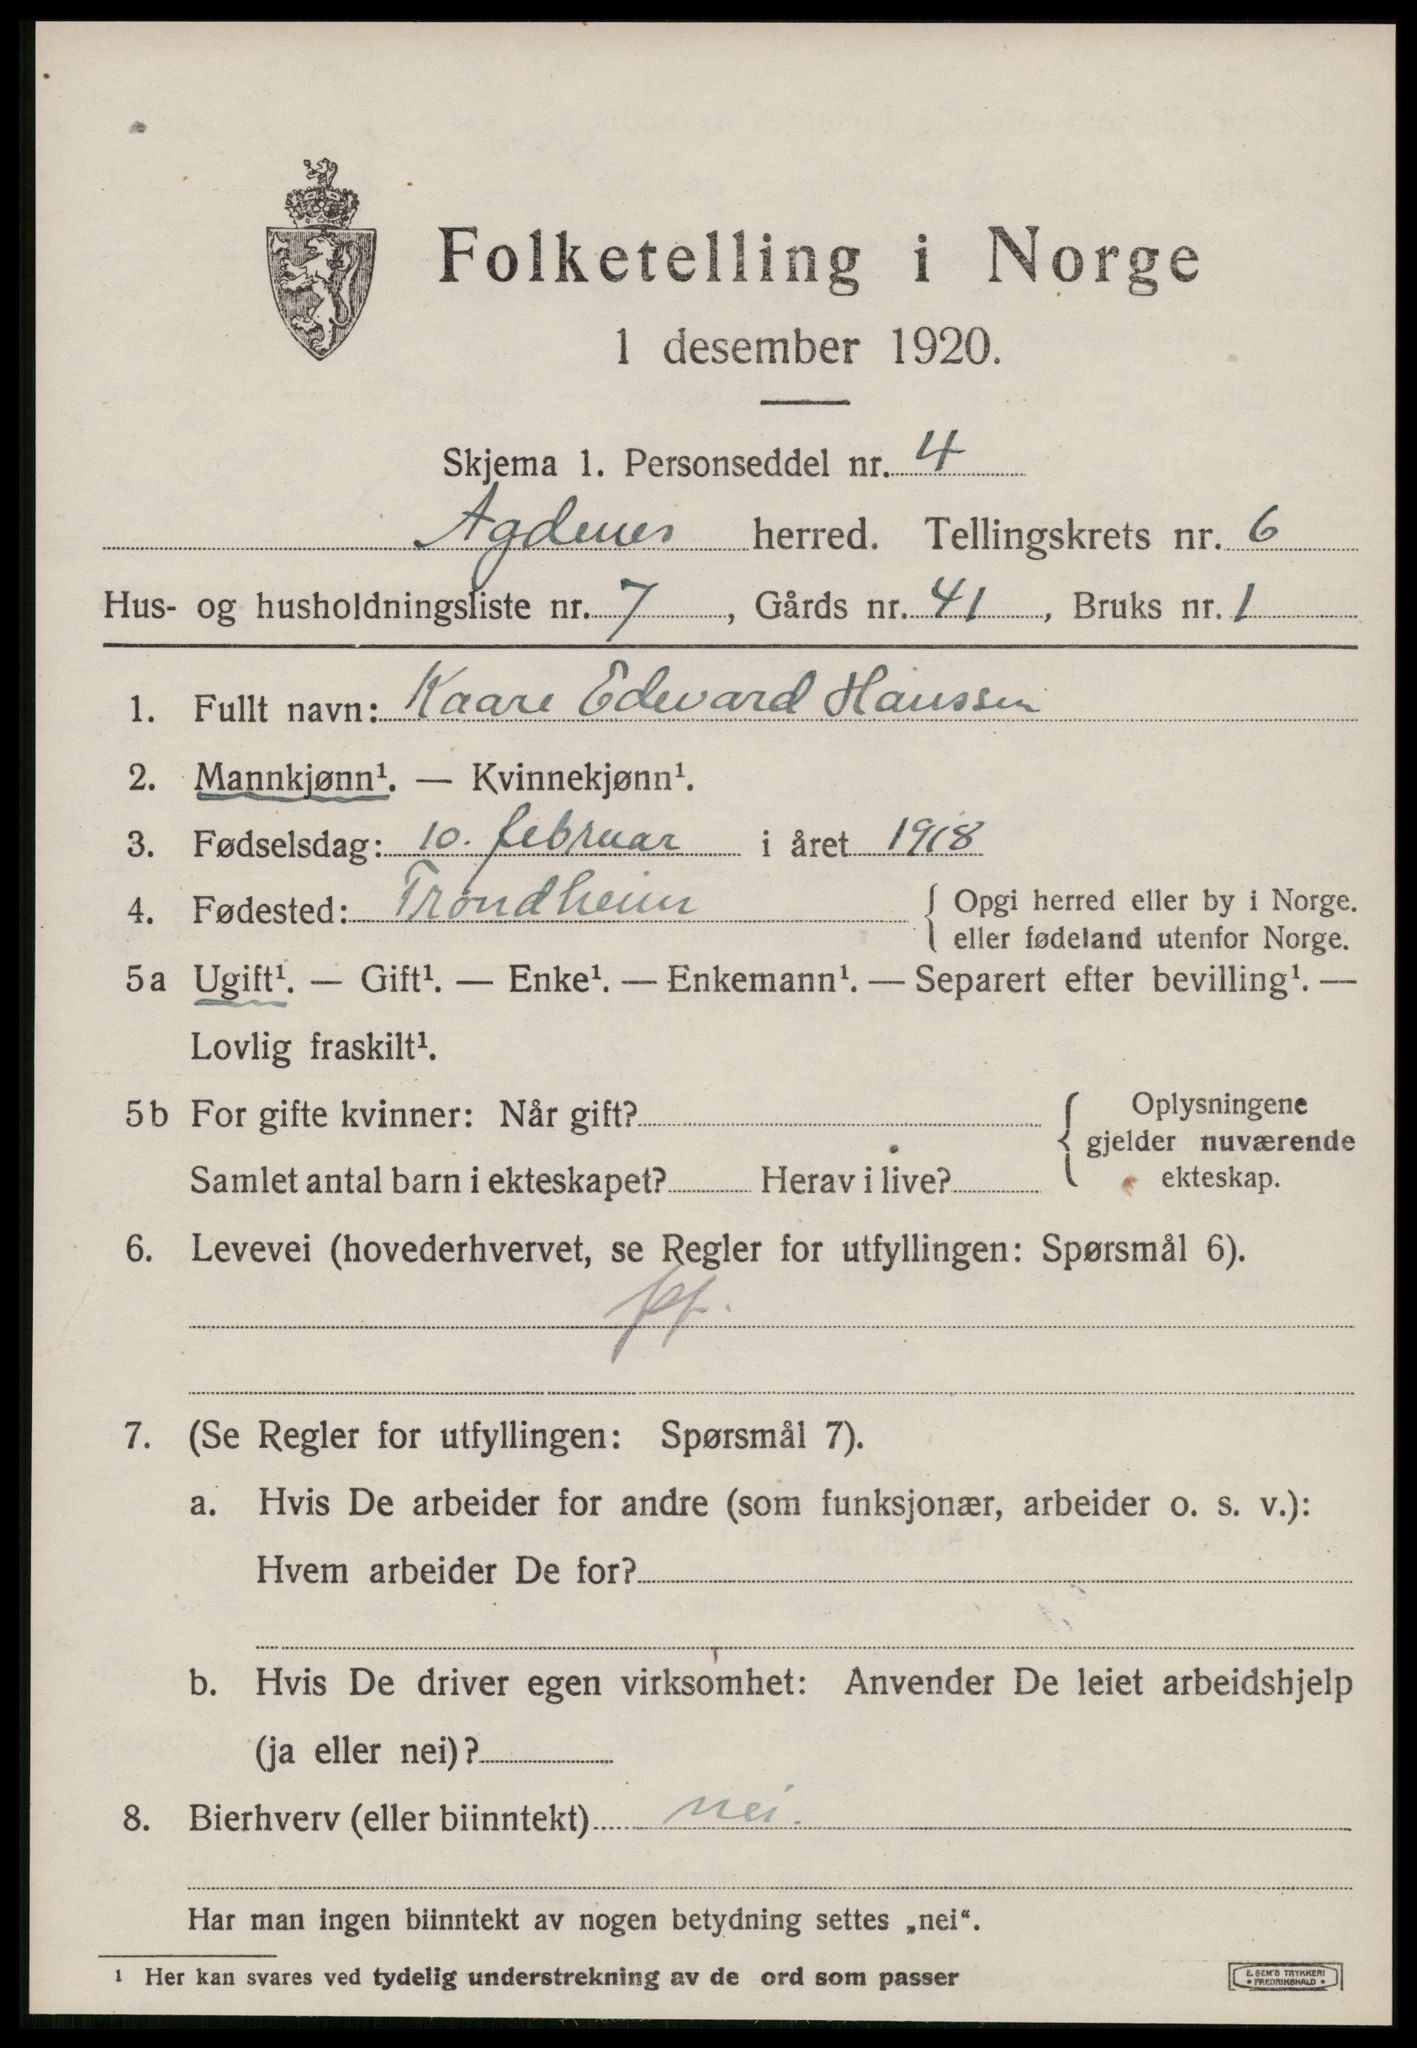 Folketelling i Norge
1 desember 1920.
Skjema 1. Personseddel nr. 4
Agdenes herred. Tellingskrets nr. 6
Hus- og husholdningsliste nr. 7, Gårds nr. 41, Bruks nr. 1
1. Fullt navn: Kaare Edevard Hanssen
2. Mannkjønn¹. — Kvinnekjønn¹.
3. Fødselsdag: 10. februar i året 1918
4. Fødested: Trondheim { Opgi herred eller by i Norge.
eller fødeland utenfor Norge.
5a Ugift¹. — Gift¹. — Enke¹. — Enkemann¹. — Separert efter bevilling¹. —
Lovlig fraskilt¹.
5b For gifte kvinner: Når gift? { Oplysningene
gjelder nuværende
Samlet antal barn i ekteskapet? Herav i live? ekteskap.
6. Levevei (hovederhvervet, se Regler for utfyllingen: Spørsmål 6).
7. (Se Regler for utfyllingen: Spørsmål 7).
a. Hvis De arbeider for andre (som funksjonær, arbeider o. s. v.):
Hvem arbeider De for?
b. Hvis De driver egen virksomhet: Anvender De leiet arbeidshjelp
(ja eller nei)?
8. Bierhverv (eller biinntekt) nei.
Har man ingen biinntekt av nogen betydning settes „nei“.
¹ Her kan svares ved tydelig understrekning av de ord som passer
E. SEM'S TRYKKERI
• FREDRIKSHALD •